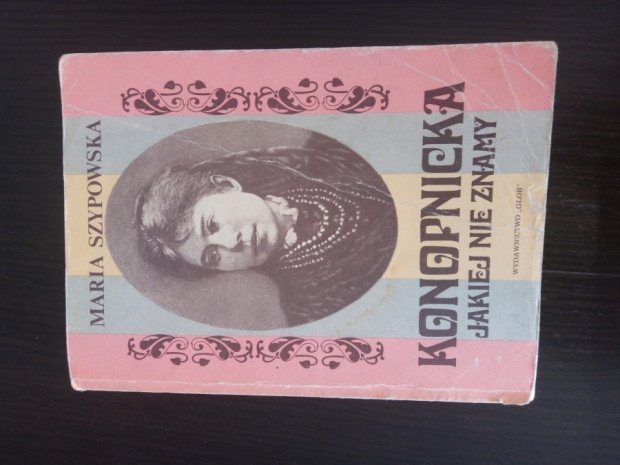 MARIA SZYPOWSKA
KONOPNICKA
JAKIEJ NIE ZNAMY
WYDAWNICTWO „GLOB"